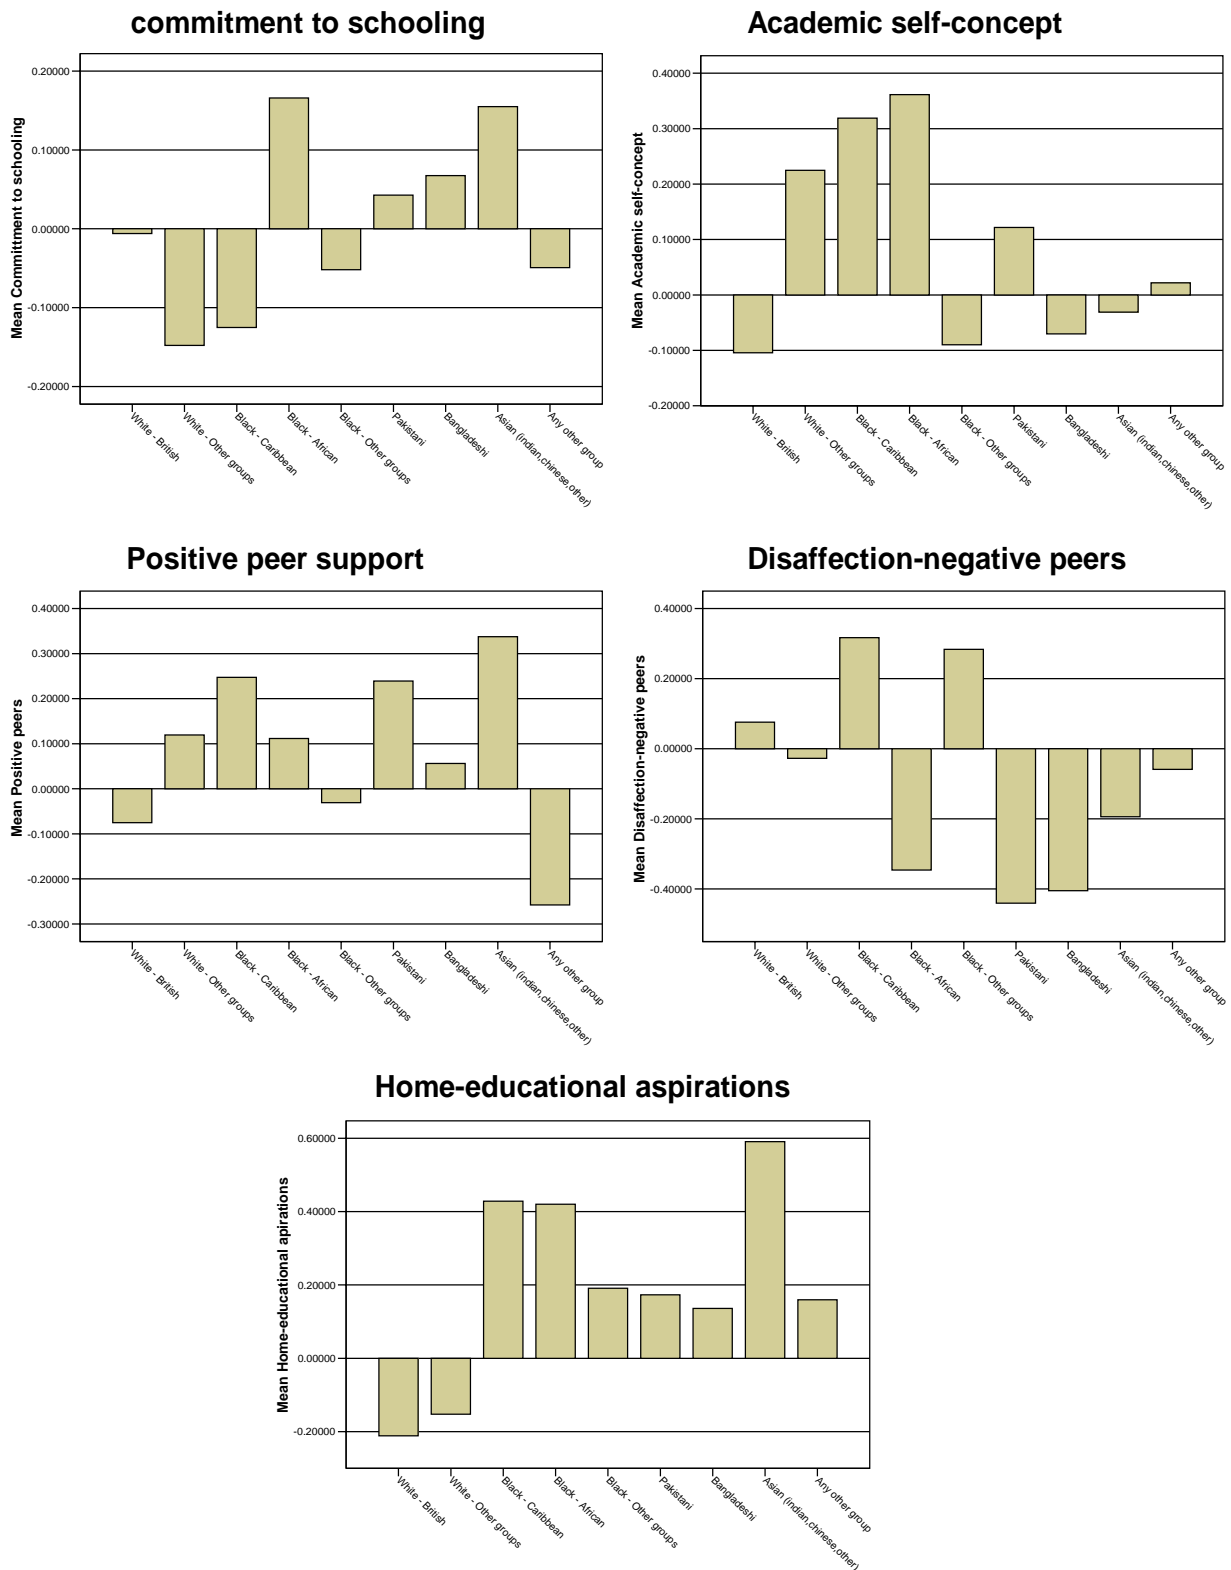 commitment to schooling
Mean Committment to schooling
0.20000
0.10000
0.00000
-0.10000
-0.20000
White - British
White - Other groups
Black - Caribbean
Black - African
Black - Other groups
Pakistani
Bangladeshi
Asian (indian,chinese,other)
Any other group
Academic self-concept
Mean Academic self-concept
0.40000
0.30000
0.20000
0.10000
0.00000
-0.10000
-0.20000
White - British
White - Other groups
Black - Caribbean
Black - African
Black - Other groups
Pakistani
Bangladeshi
Asian (indian,chinese,other)
Any other group
Positive peer support
Mean Positive peers
0.40000
0.30000
0.20000
0.10000
0.00000
-0.10000
-0.20000
-0.30000
White - British
White - Other groups
Black - Caribbean
Black - African
Black - Other groups
Pakistani
Bangladeshi
Asian (indian,chinese,other)
Any other group
Disaffection-negative peers
Mean Disaffection-negative peers
0.40000
0.20000
0.00000
-0.20000
-0.40000
White - British
White - Other groups
Black - Caribbean
Black - African
Black - Other groups
Pakistani
Bangladeshi
Asian (indian,chinese,other)
Any other group
Home-educational aspirations
Mean Home-educational apirations
0.60000
0.40000
0.20000
0.00000
-0.20000
White - British
White - Other groups
Black - Caribbean
Black - African
Black - Other groups
Pakistani
Bangladeshi
Asian (indian,chinese,other)
Any other group